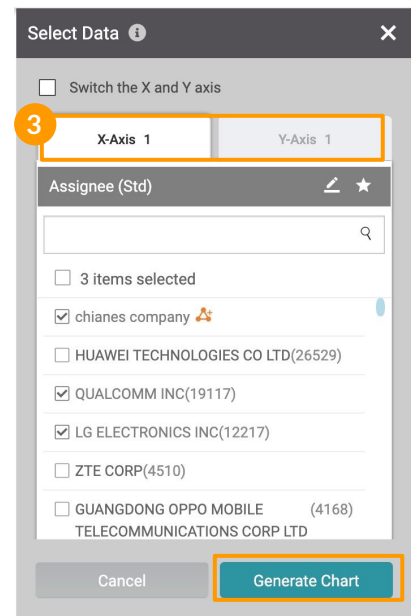 Select Data
Switch the X and Y axis
3
X-Axis 1
Y-Axis 1
Assignee (Std)
3 items selected
chianes company
HUAWEI TECHNOLOGIES CO LTD(26529)
QUALCOMM INC(19117)
LG ELECTRONICS INC(12217)
ZTE CORP(4510)
GUANGDONG OPPO MOBILE (4168)
TELECOMMUNICATIONS CORP LTD
Cancel
Generate Chart